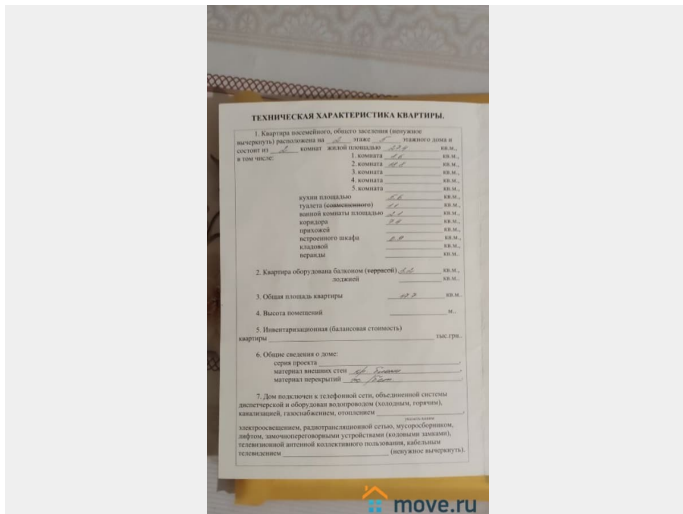 ТЕХНИЧЕСКАЯ ХАРАКТЕРИСТИКА КВАРТИРЫ.
1. Квартира посемейного, общего заселения (ненужное
вычеркнуть) расположена на 2 этаже 5 этажного дома и
состоит из 2 комнат жилой площадью кв.м.,
в том числе:
1. комната кв.м.,
2. комната кв.м.,
3. комната кв.м.,
4. комната кв.м.,
5. комната кв.м.,
кухни площадью кв.м.,
туалета (совмещенного) кв.м.,
ванной комнаты площадью 2.1 кв.м.,
коридора кв.м.,
прихожей кв.м.,
встроенного шкафа кв.м.,
кладовой кв.м.,
веранды кв.м.,
2. Квартира оборудована балконом (террасой) кв.м.,
лоджией кв.м.,
3. Общая площадь квартиры кв.м.
4. Высота помещений м.,
5. Инвентаризационная (балансовая стоимость)
квартиры тыс.грн.
6. Общие сведения о доме:
серия проекта
материал внешних стен
материал перекрытий
7. Дом подключен к телефонной сети, объединенной системы
диспетчерской и оборудован водопроводом (холодным, горячим),
канализацией, газоснабжением, отоплением
электроосвещением, радиотрансляционной сетью, мусоросборником,
лифтом, замочнопереговорными устройствами (кодовыми замками),
телевизионной антенной коллективного пользования, кабельным
телевидением (ненужное вычеркнуть).
move.ru